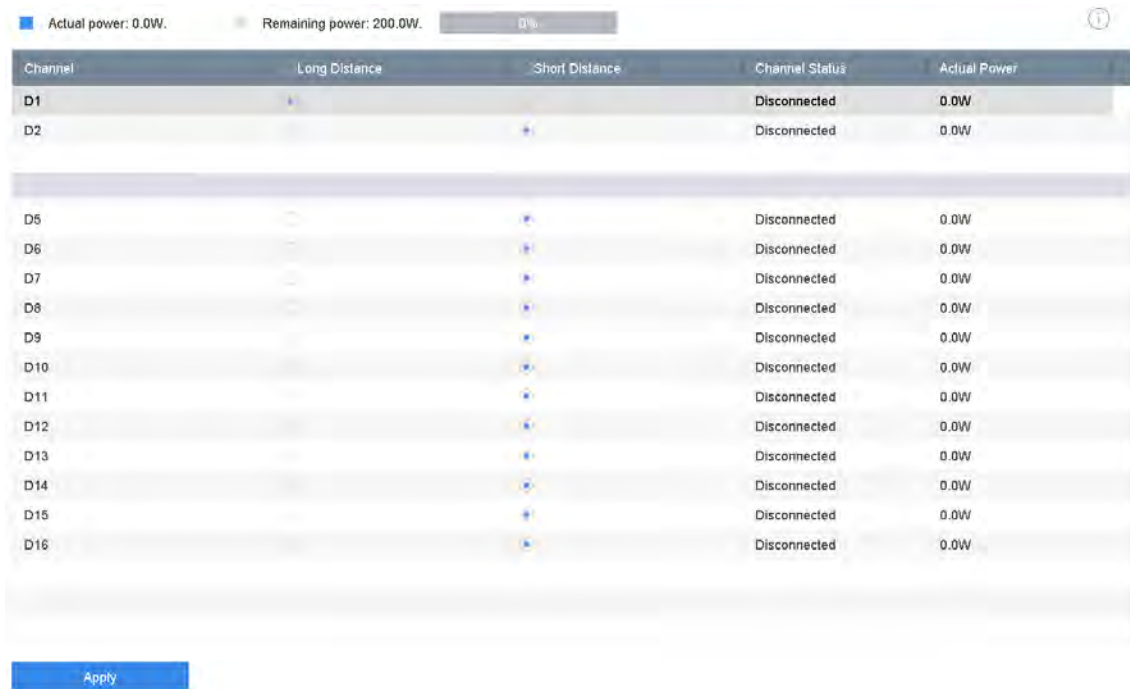 Actual power: 0.0W. Remaining power: 200.0W. 0%
Channel Long Distance Short Distance Channel Status Actual Power
D1 Disconnected 0.0W
D2 Disconnected 0.0W
D5 Disconnected 0.0W
D6 Disconnected 0.0W
D7 Disconnected 0.0W
D8 Disconnected 0.0W
D9 Disconnected 0.0W
D10 Disconnected 0.0W
D11 Disconnected 0.0W
D12 Disconnected 0.0W
D13 Disconnected 0.0W
D14 Disconnected 0.0W
D15 Disconnected 0.0W
D16 Disconnected 0.0W
Apply